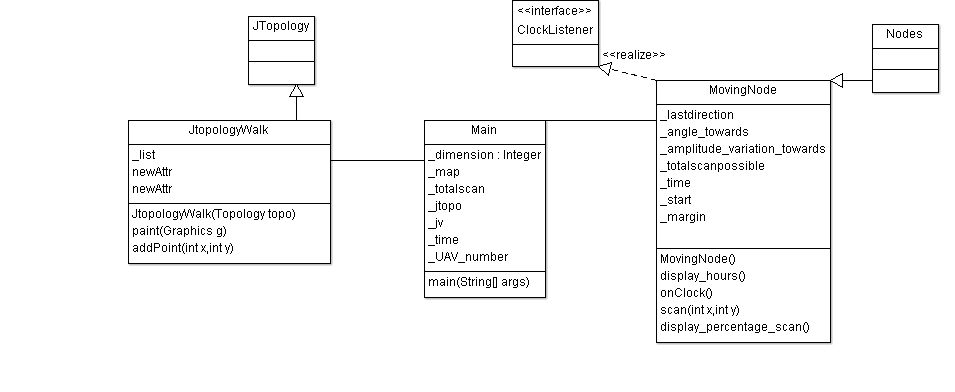 JTopology
<<interface>>
ClockListener
<<realize>>
Nodes
JtopologyWalk
_list
newAttr
newAttr
JtopologyWalk(Topology topo)
paint(Graphics g)
addPoint(int x,int y)
Main
_dimension : Integer
_map
_totalscan
_jtopo
_jv
_time
_UAV_number
main(String[] args)
MovingNode
_lastdirection
_angle_towards
_amplitude_variation_towards
_totalscanpossible
_time
_start
_margin
MovingNode()
display_hours()
onClock()
scan(int x,int y)
display_percentage_scan()